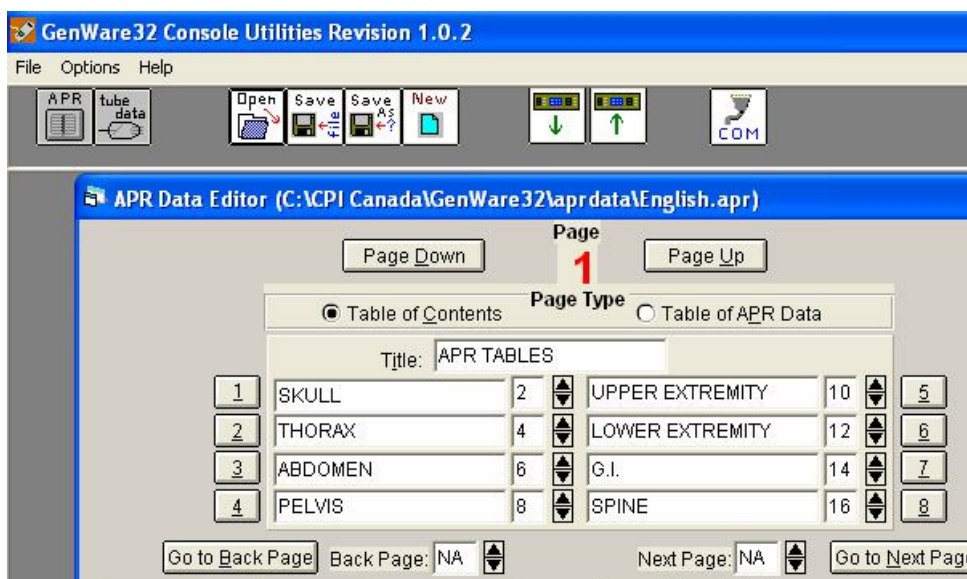 GenWare32 Console Utilities Revision 1.0.2
File Options Help
APR tube data Open Save Save As New COM
APR Data Editor (C:\CPI Canada\GenWare32\aprdata\English.apr)
Page
Page Down 1 Page Up
Page Type
Table of Contents Table of APR Data
Title: APR TABLES
1 SKULL 2 UPPER EXTREMITY 10 5
2 THORAX 4 LOWER EXTREMITY 12 6
3 ABDOMEN 6 G.I. 14 7
4 PELVIS 8 SPINE 16 8
Go to Back Page Back Page: NA Next Page: NA Go to Next Pag